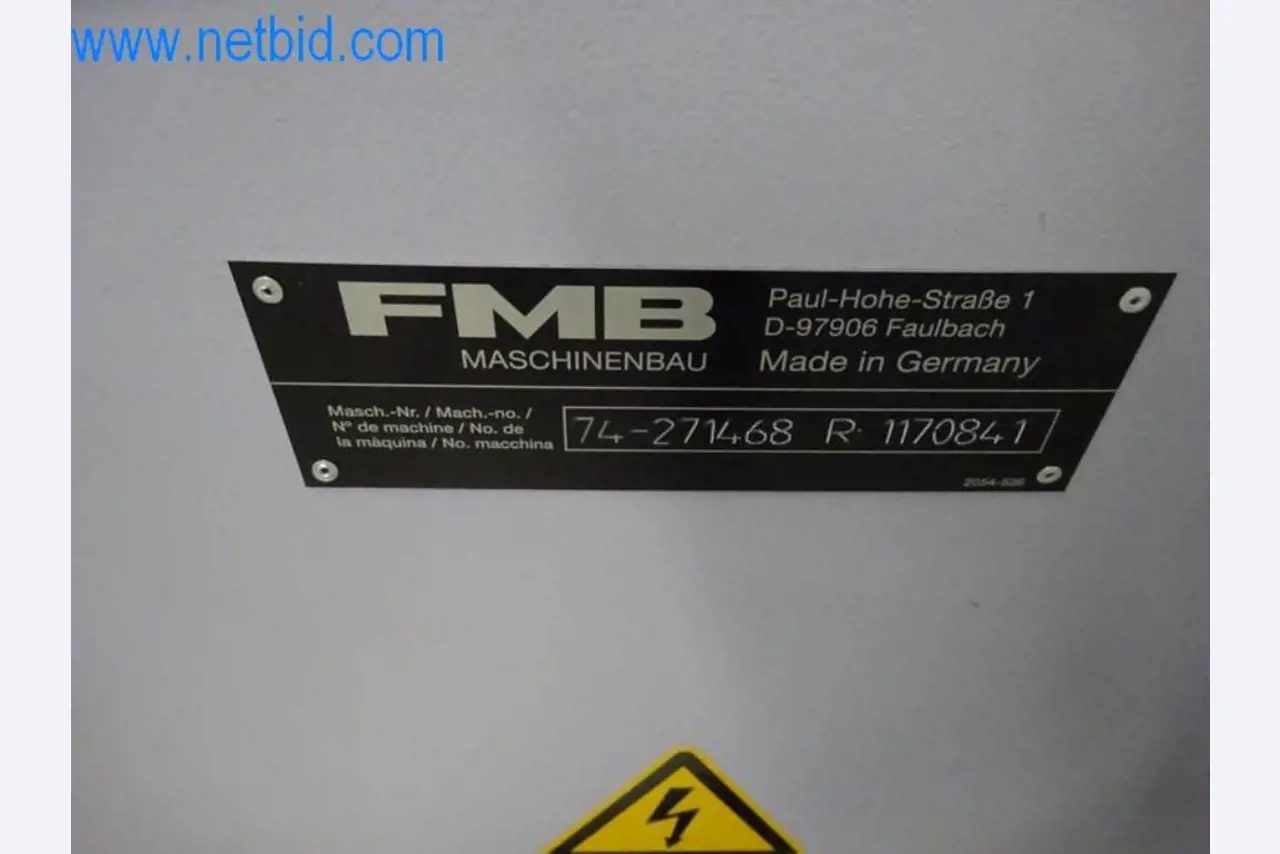 www.netbid.com
FMB
MASCHINENBAU
Paul-Hohe-Straße 1
D-97906 Faulbach
Made in Germany
Masch.-Nr. / Mach.-no. /
Nº de machine / No. de
la màquina / No. macchina
74-271468 R 1170841